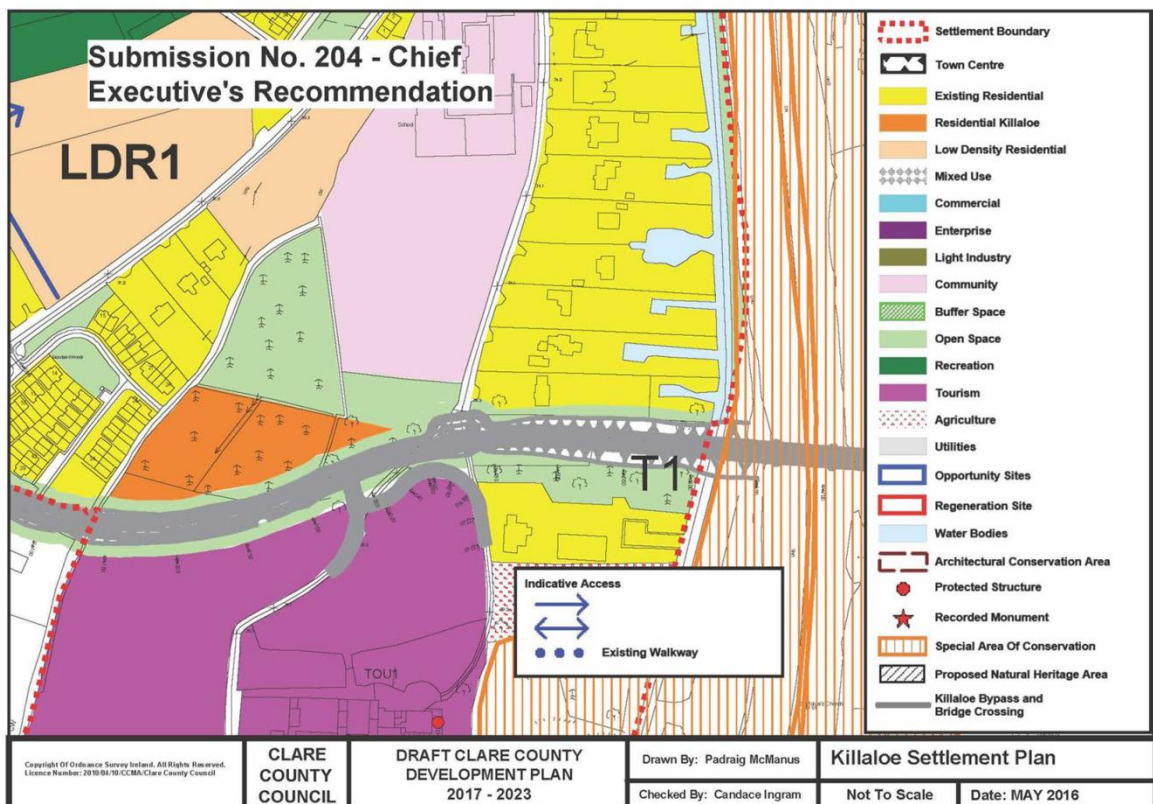 Submission No. 204 - Chief
Executive's Recommendation
LDR1
School
T1
TOU1
Indicative Access
Existing Walkway
Settlement Boundary
Town Centre
Existing Residential
Residential Killaloe
Low Density Residential
Mixed Use
Commercial
Enterprise
Light Industry
Community
Buffer Space
Open Space
Recreation
Tourism
Agriculture
Utilities
Opportunity Sites
Regeneration Site
Water Bodies
Architectural Conservation Area
Protected Structure
Recorded Monument
Special Area Of Conservation
Proposed Natural Heritage Area
Killaloe Bypass and
Bridge Crossing
Copyright Of Ordnance Survey Ireland. All Rights Reserved.
Licence Number: 2010/04/10/CCMA/Clare County Council
CLARE
COUNTY
COUNCIL
DRAFT CLARE COUNTY
DEVELOPMENT PLAN
2017 - 2023
Drawn By: Padraig McManus
Checked By: Candace Ingram
Killaloe Settlement Plan
Not To Scale
Date: MAY 2016